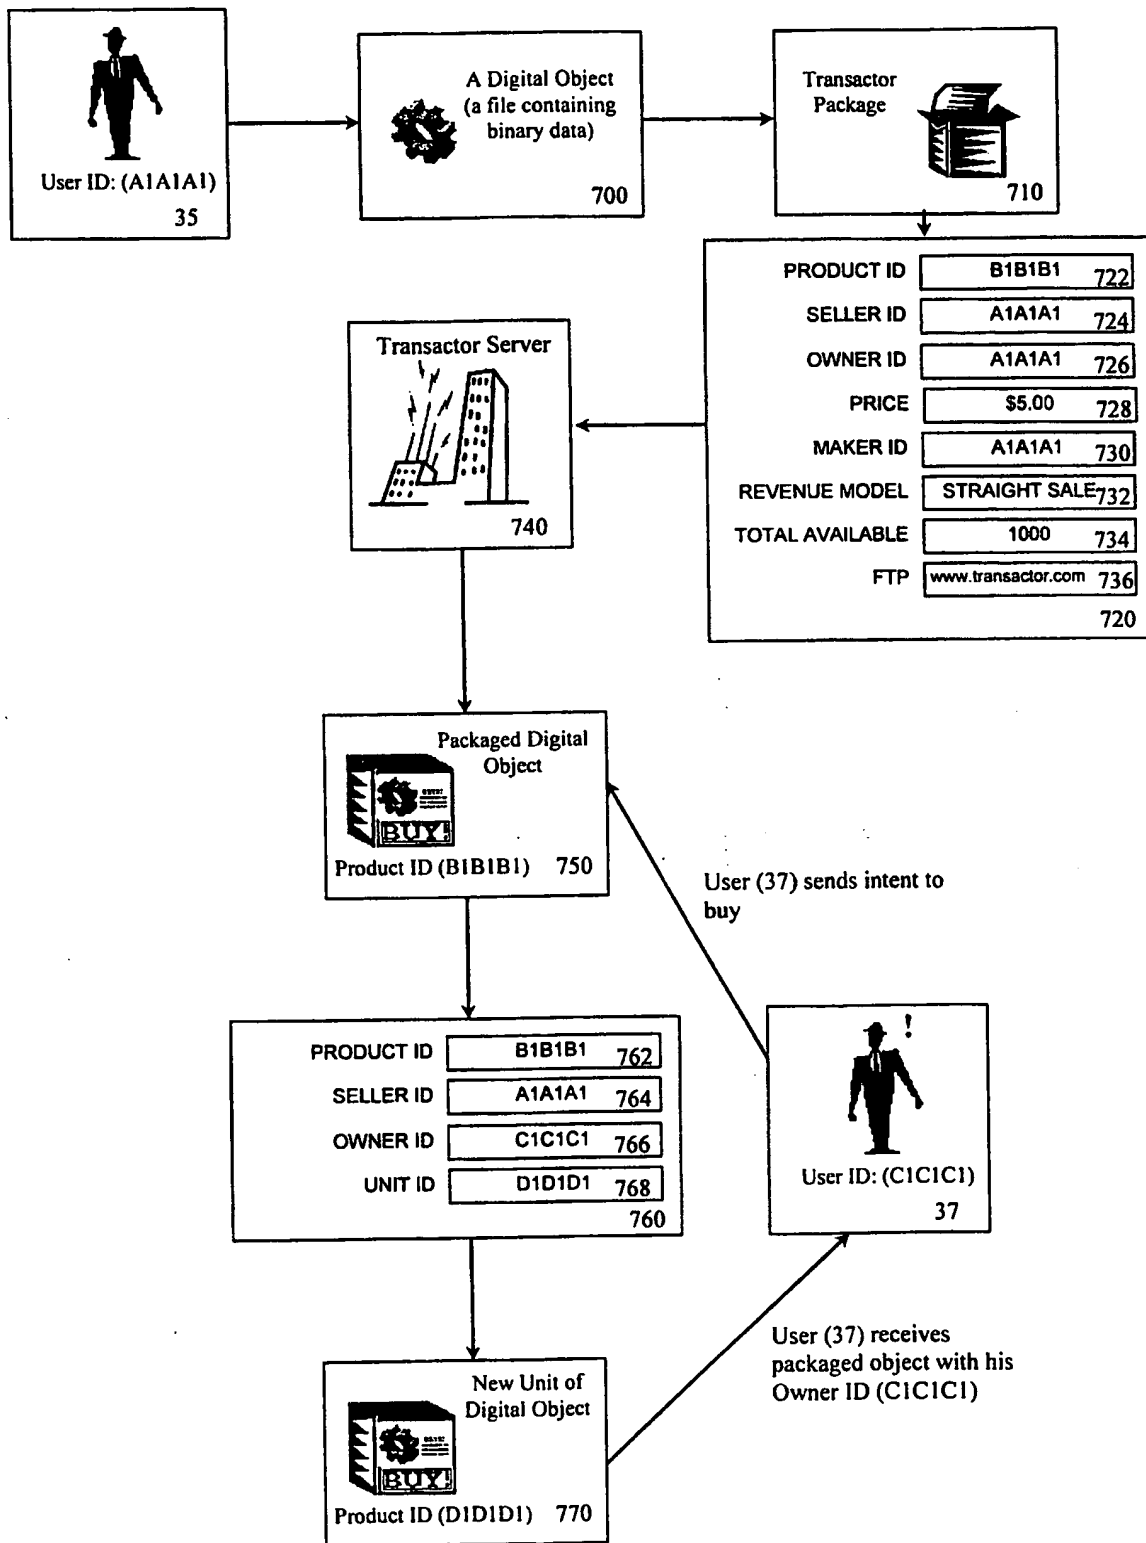 User ID: (A1A1A1)
35
A Digital Object
(a file containing
binary data)
700
Transactor
Package
710
PRODUCT ID B1B1B1 722
SELLER ID A1A1A1 724
OWNER ID A1A1A1 726
PRICE $5.00 728
MAKER ID A1A1A1 730
REVENUE MODEL STRAIGHT SALE 732
TOTAL AVAILABLE 1000 734
FTP www.transactor.com 736
720
Transactor Server
740
Packaged Digital
Object
BUY!
Product ID (B1B1B1) 750
User (37) sends intent to
buy
PRODUCT ID B1B1B1 762
SELLER ID A1A1A1 764
OWNER ID C1C1C1 766
UNIT ID D1D1D1 768
760
!
User ID: (C1C1C1)
37
User (37) receives
packaged object with his
Owner ID (C1C1C1)
New Unit of
Digital Object
BUY!
Product ID (D1D1D1) 770